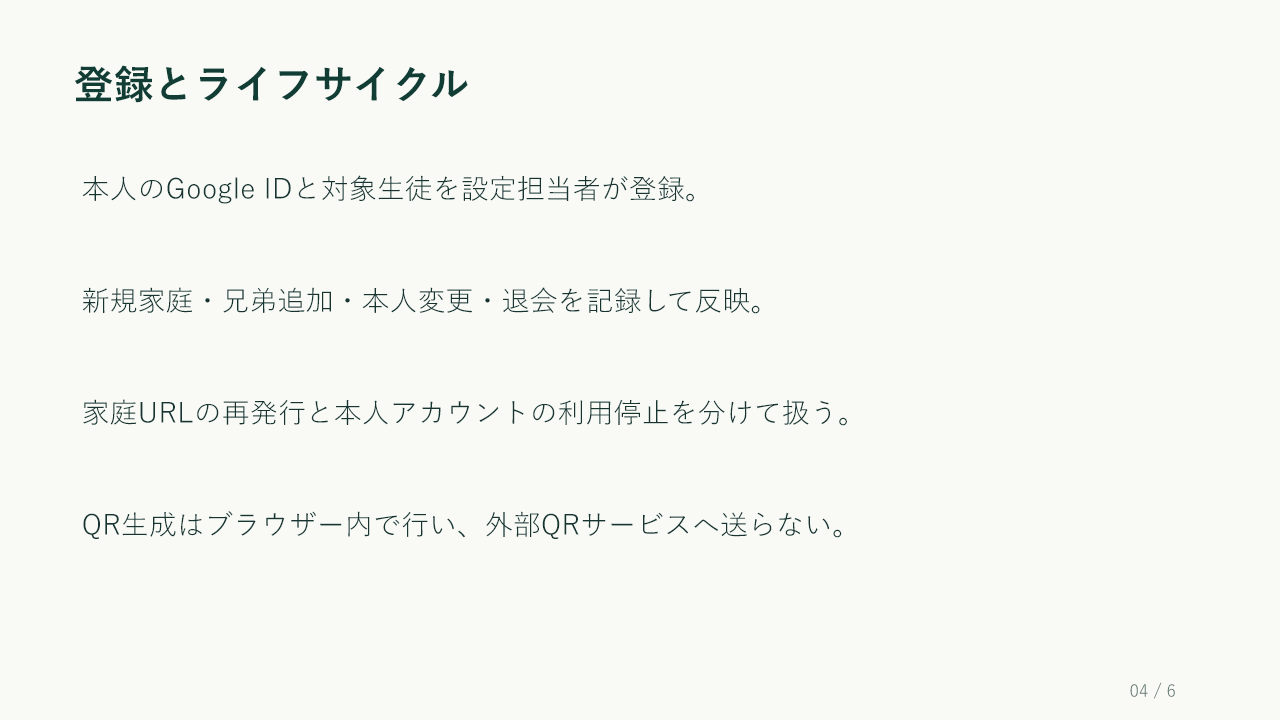 登録とライフサイクル
本人のGoogle IDと対象生徒を設定担当者が登録。
新規家庭・兄弟追加・本人変更・退会を記録して反映。
家庭URLの再発行と本人アカウントの利用停止を分けて扱う。
QR生成はブラウザー内で行い、外部QRサービスへ送らない。
04 / 6